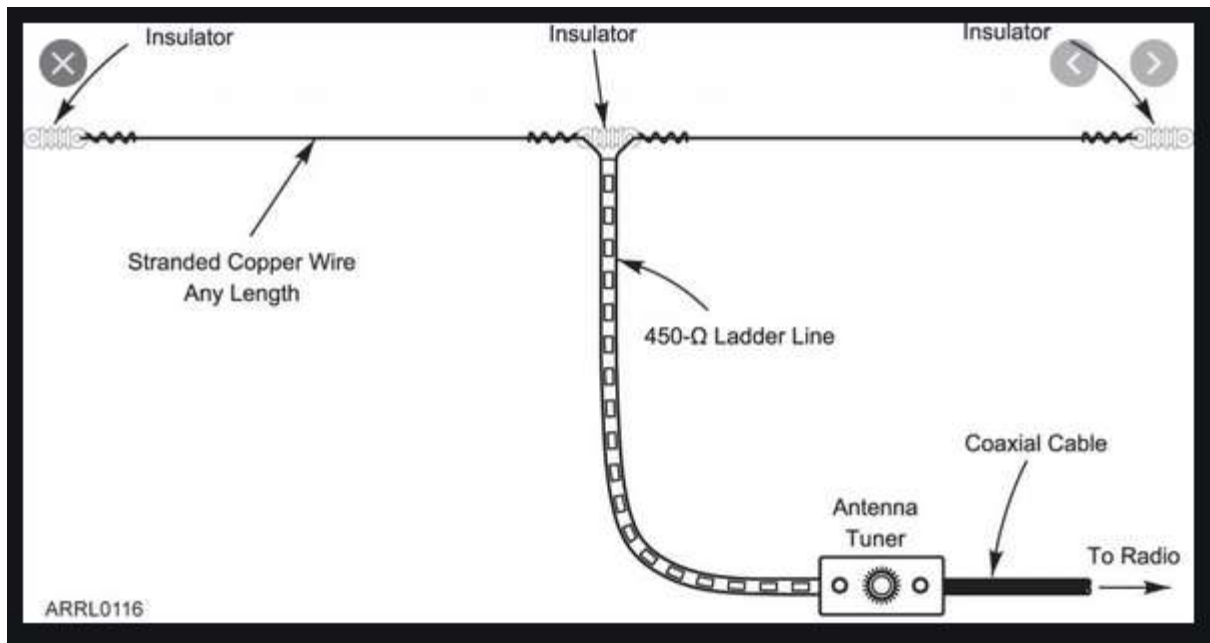 Insulator
Insulator
Insulator
Stranded Copper Wire
Any Length
450-Ω Ladder Line
Coaxial Cable
Antenna
Tuner
To Radio
ARRL0116